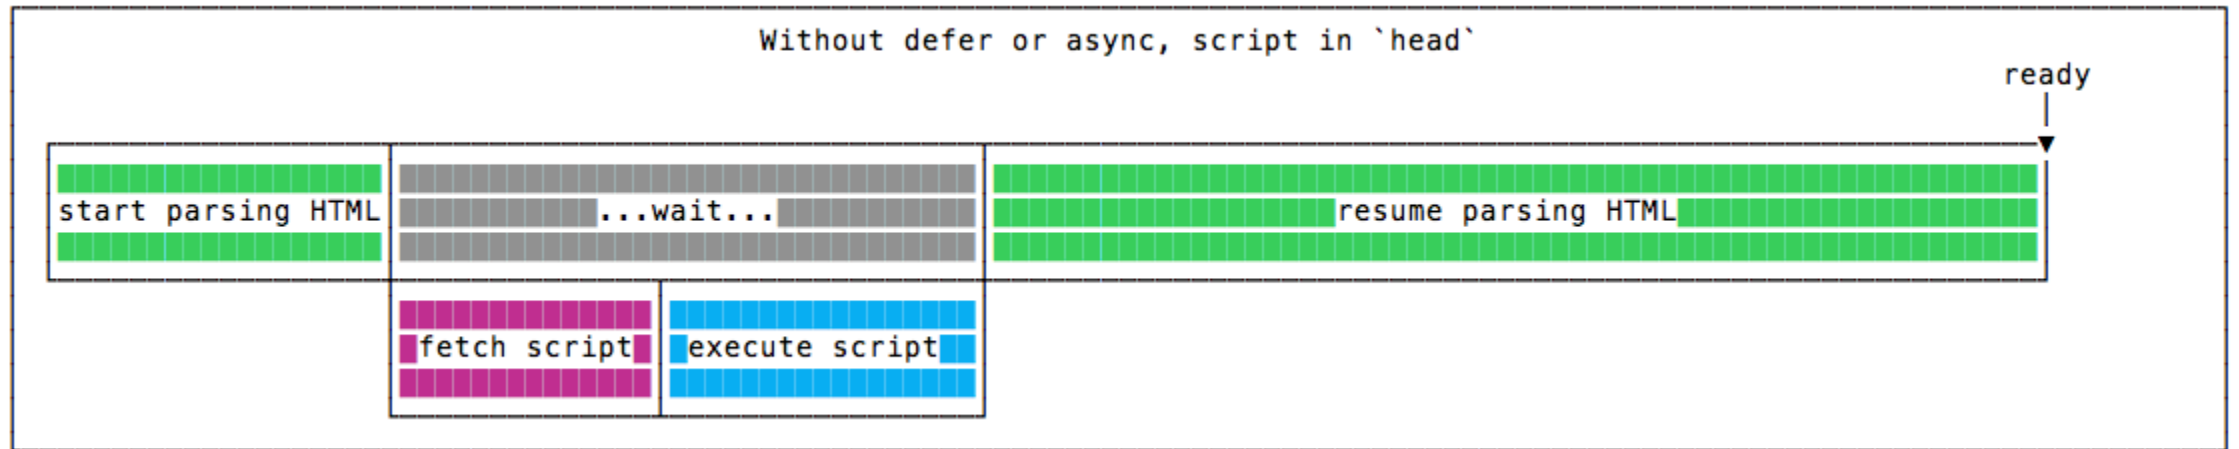 Without defer or async, script in `head`
ready
start parsing HTML ...wait... resume parsing HTML
fetch script execute script